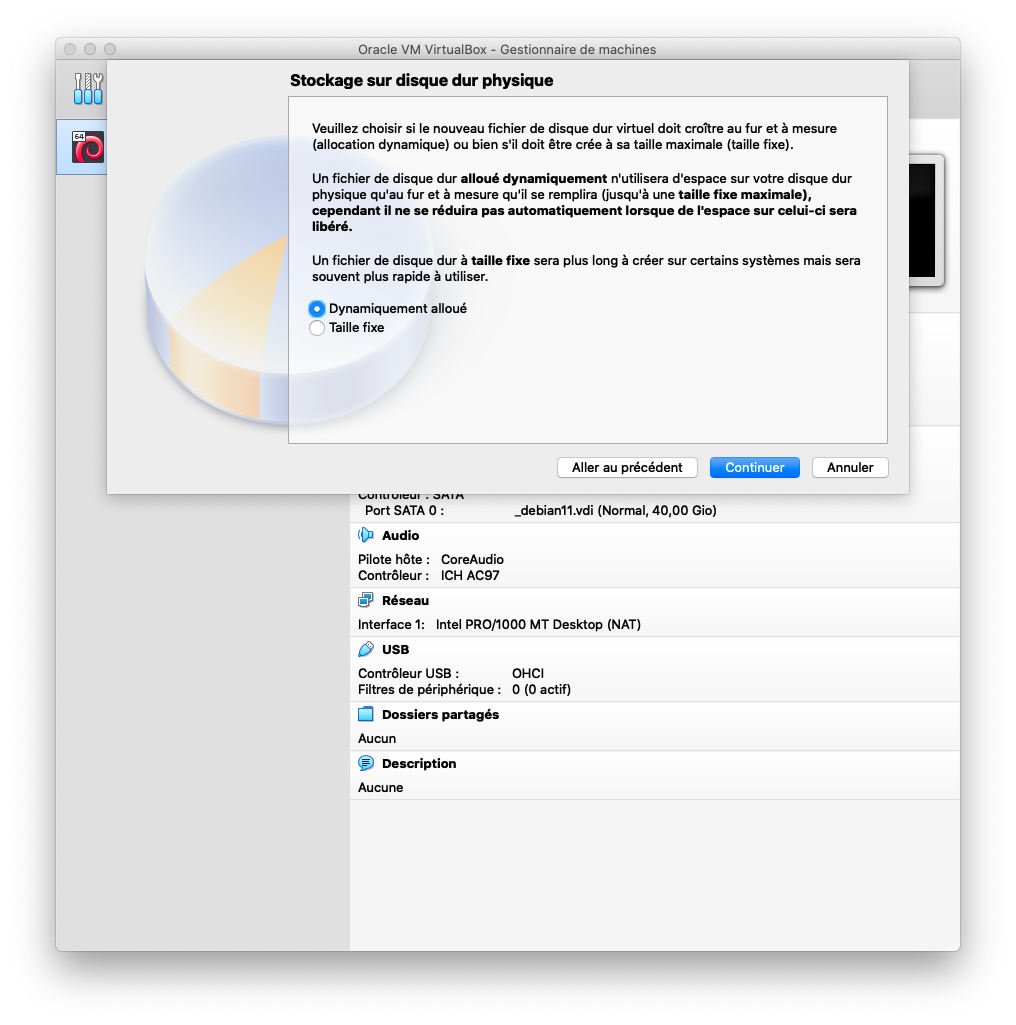 Oracle VM VirtualBox - Gestionnaire de machines
Stockage sur disque dur physique
64
Veuillez choisir si le nouveau fichier de disque dur virtuel doit croître au fur et à mesure
(allocation dynamique) ou bien s'il doit être crée à sa taille maximale (taille fixe).
Un fichier de disque dur alloué dynamiquement n'utilisera d'espace sur votre disque dur
physique qu'au fur et à mesure qu'il se remplira (jusqu'à une taille fixe maximale),
cependant il ne se réduira pas automatiquement lorsque de l'espace sur celui-ci sera
libéré.
Un fichier de disque dur à taille fixe sera plus long à créer sur certains systèmes mais sera
souvent plus rapide à utiliser.
Dynamiquement alloué
Taille fixe
Aller au précédent Continuer Annuler
Contrôleur : SATA
Port SATA 0 : _debian11.vdi (Normal, 40,00 Gio)
Audio
Pilote hôte : CoreAudio
Contrôleur : ICH AC97
Réseau
Interface 1: Intel PRO/1000 MT Desktop (NAT)
USB
Contrôleur USB : OHCI
Filtres de périphérique : 0 (0 actif)
Dossiers partagés
Aucun
Description
Aucune